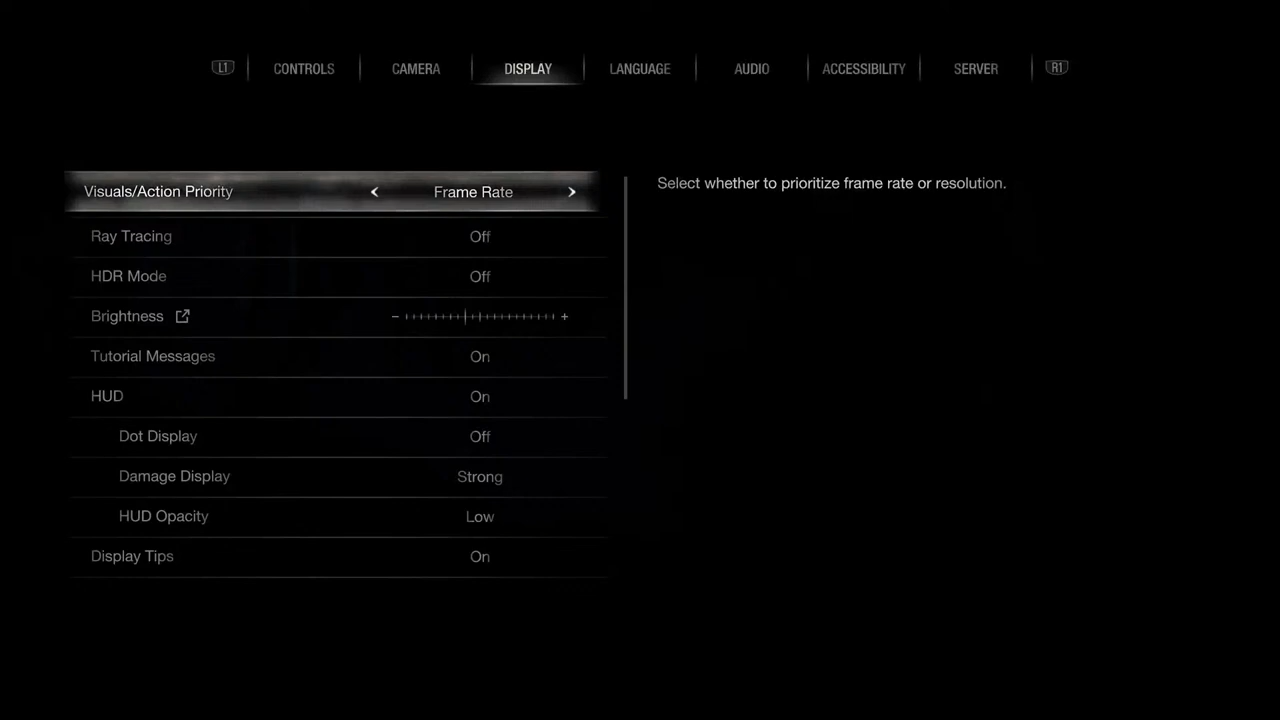 L1 CONTROLS CAMERA DISPLAY LANGUAGE AUDIO ACCESSIBILITY SERVER R1
Visuals/Action Priority Frame Rate
Select whether to prioritize frame rate or resolution.
Ray Tracing Off
HDR Mode Off
Brightness - +
Tutorial Messages On
HUD On
Dot Display Off
Damage Display Strong
HUD Opacity Low
Display Tips On